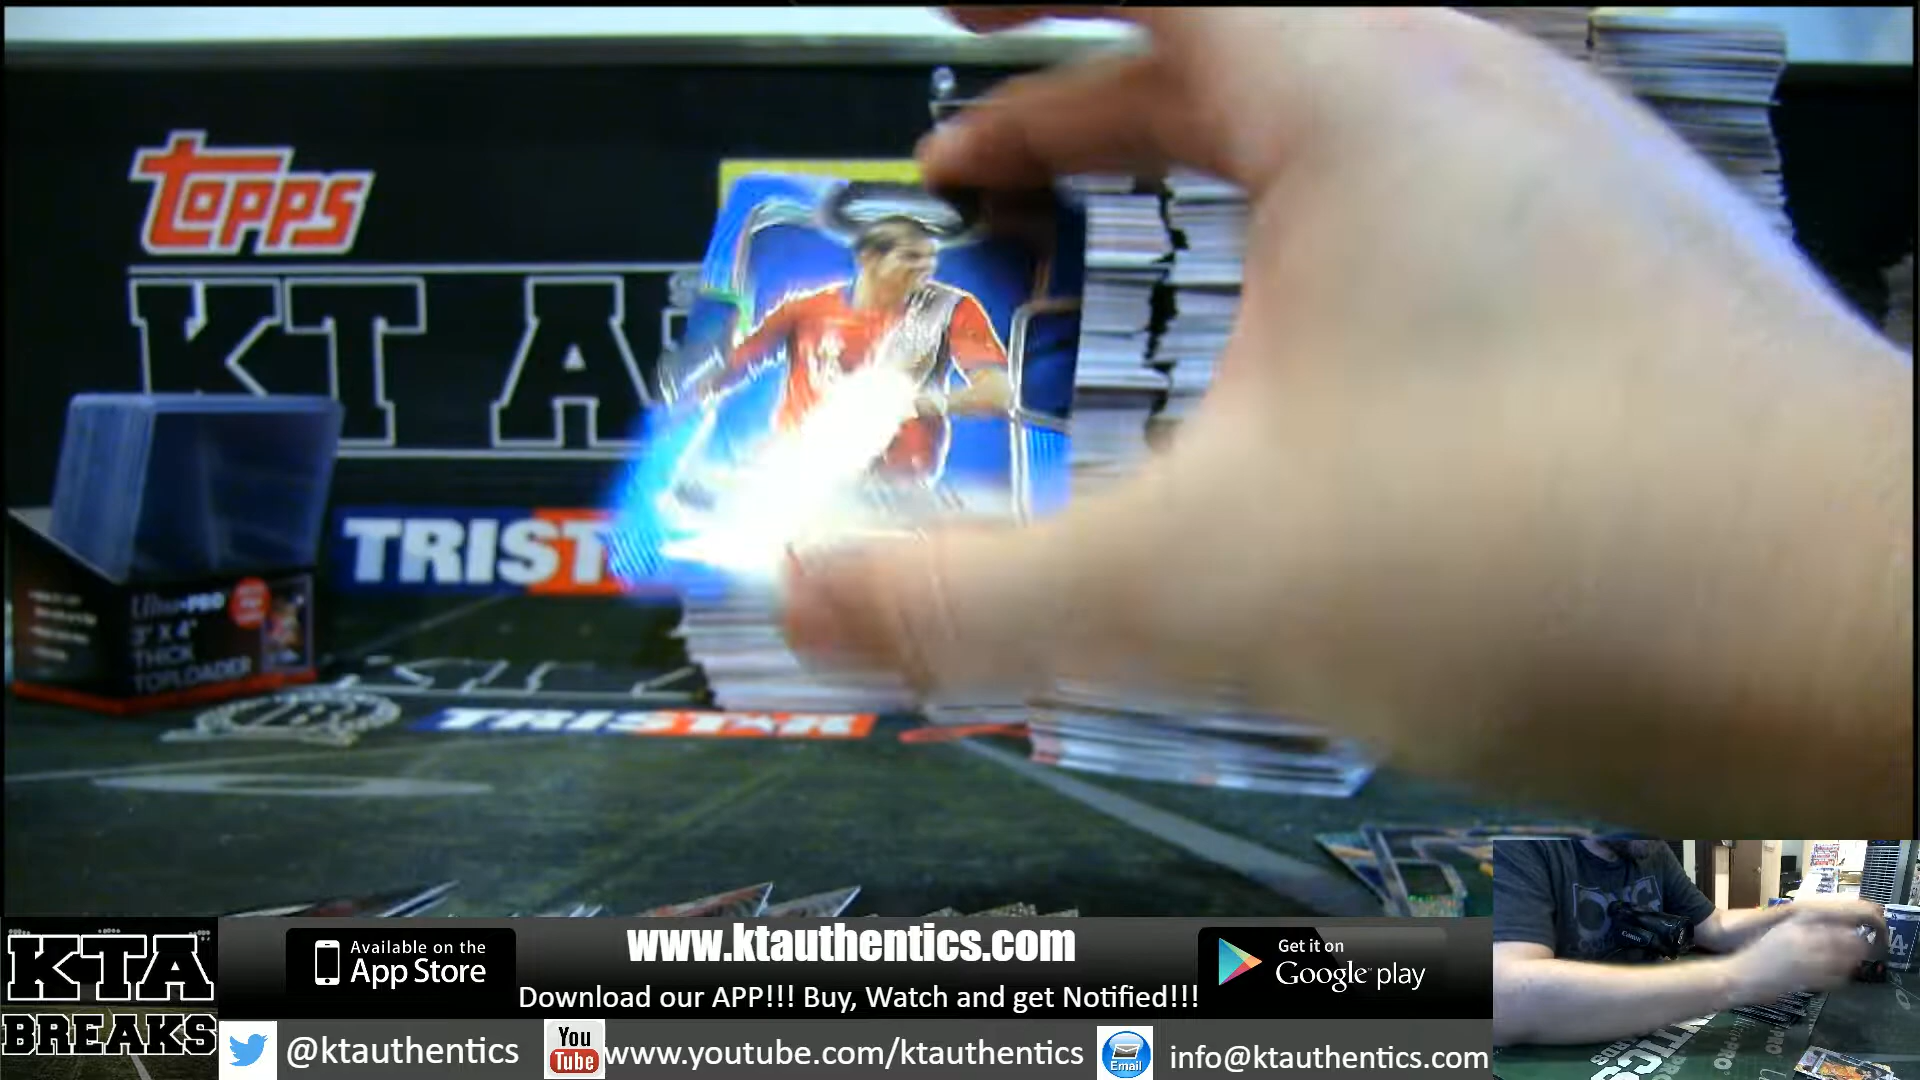 TOPPS
KTA
TRIST
Ultra-PRO
3" X 4"
THICK
TOPLOADER
TRISTAR
KTA
BREAKS
Available on the
App Store
www.ktauthentics.com
Get it on
Google play
Download our APP!!! Buy, Watch and get Notified!!!
@ktauthentics
You
Tube
www.youtube.com/ktauthentics
Email
info@ktauthentics.com
LA